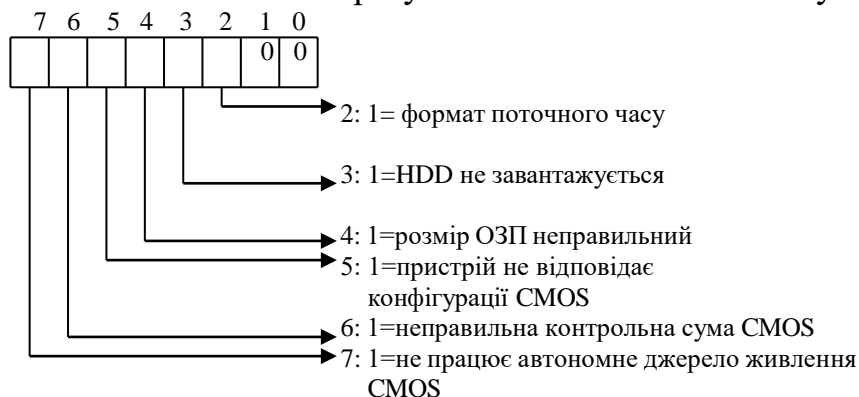 7 6 5 4 3 2 1 0
0 0
2: 1= формат поточного часу
3: 1=HDD не завантажується
4: 1=розмір ОЗП неправильний
5: 1=пристрій не відповідає
конфігурації CMOS
6: 1=неправильна контрольна сума CMOS
7: 1=не працює автономне джерело живлення
CMOS